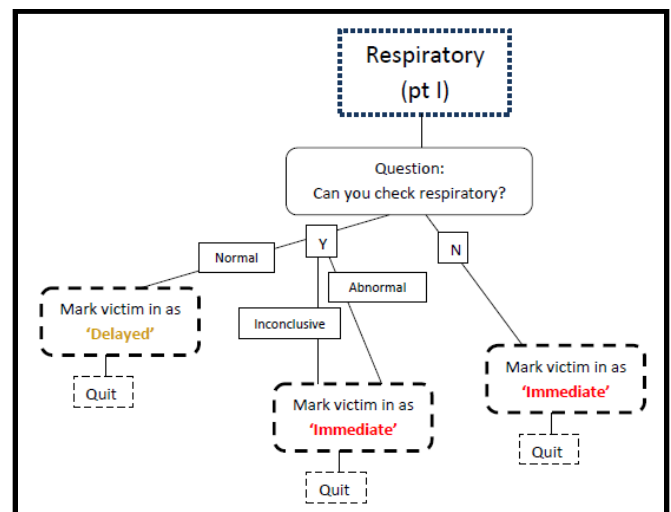 Respiratory
(pt I)
Question:
Can you check respiratory?
Y
N
Normal
Abnormal
Inconclusive
Mark victim in as
‘Delayed’
Quit
Mark victim in as
‘Immediate’
Quit
Mark victim in as
‘Immediate’
Quit